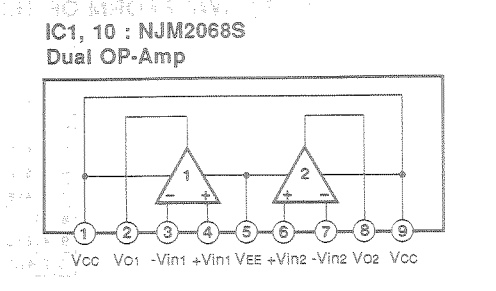 IC1, 10 : NJM2068S
Dual OP-Amp
1 2
- + + -
1 2 3 4 5 6 7 8 9
Vcc VO1 -Vin1 +Vin1 VEE +Vin2 -Vin2 VO2 Vcc